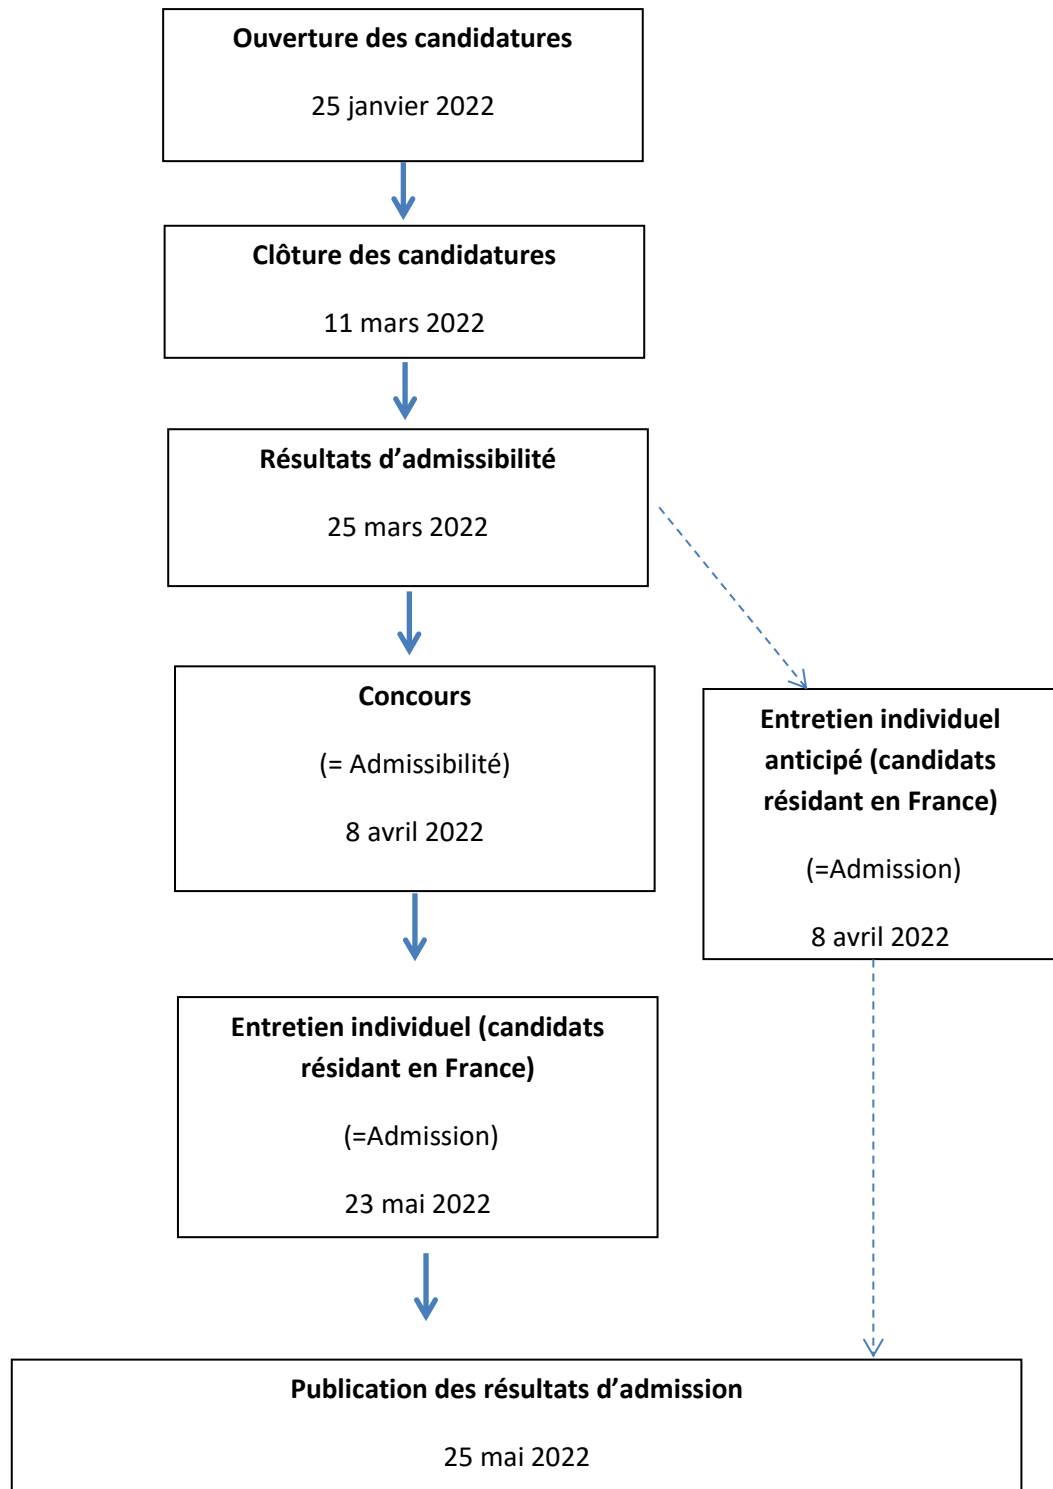 Ouverture des candidatures
25 janvier 2022
Clôture des candidatures
11 mars 2022
Résultats d’admissibilité
25 mars 2022
Concours
(= Admissibilité)
8 avril 2022
Entretien individuel
anticipé (candidats
résidant en France)
(=Admission)
8 avril 2022
Entretien individuel (candidats
résidant en France)
(=Admission)
23 mai 2022
Publication des résultats d’admission
25 mai 2022